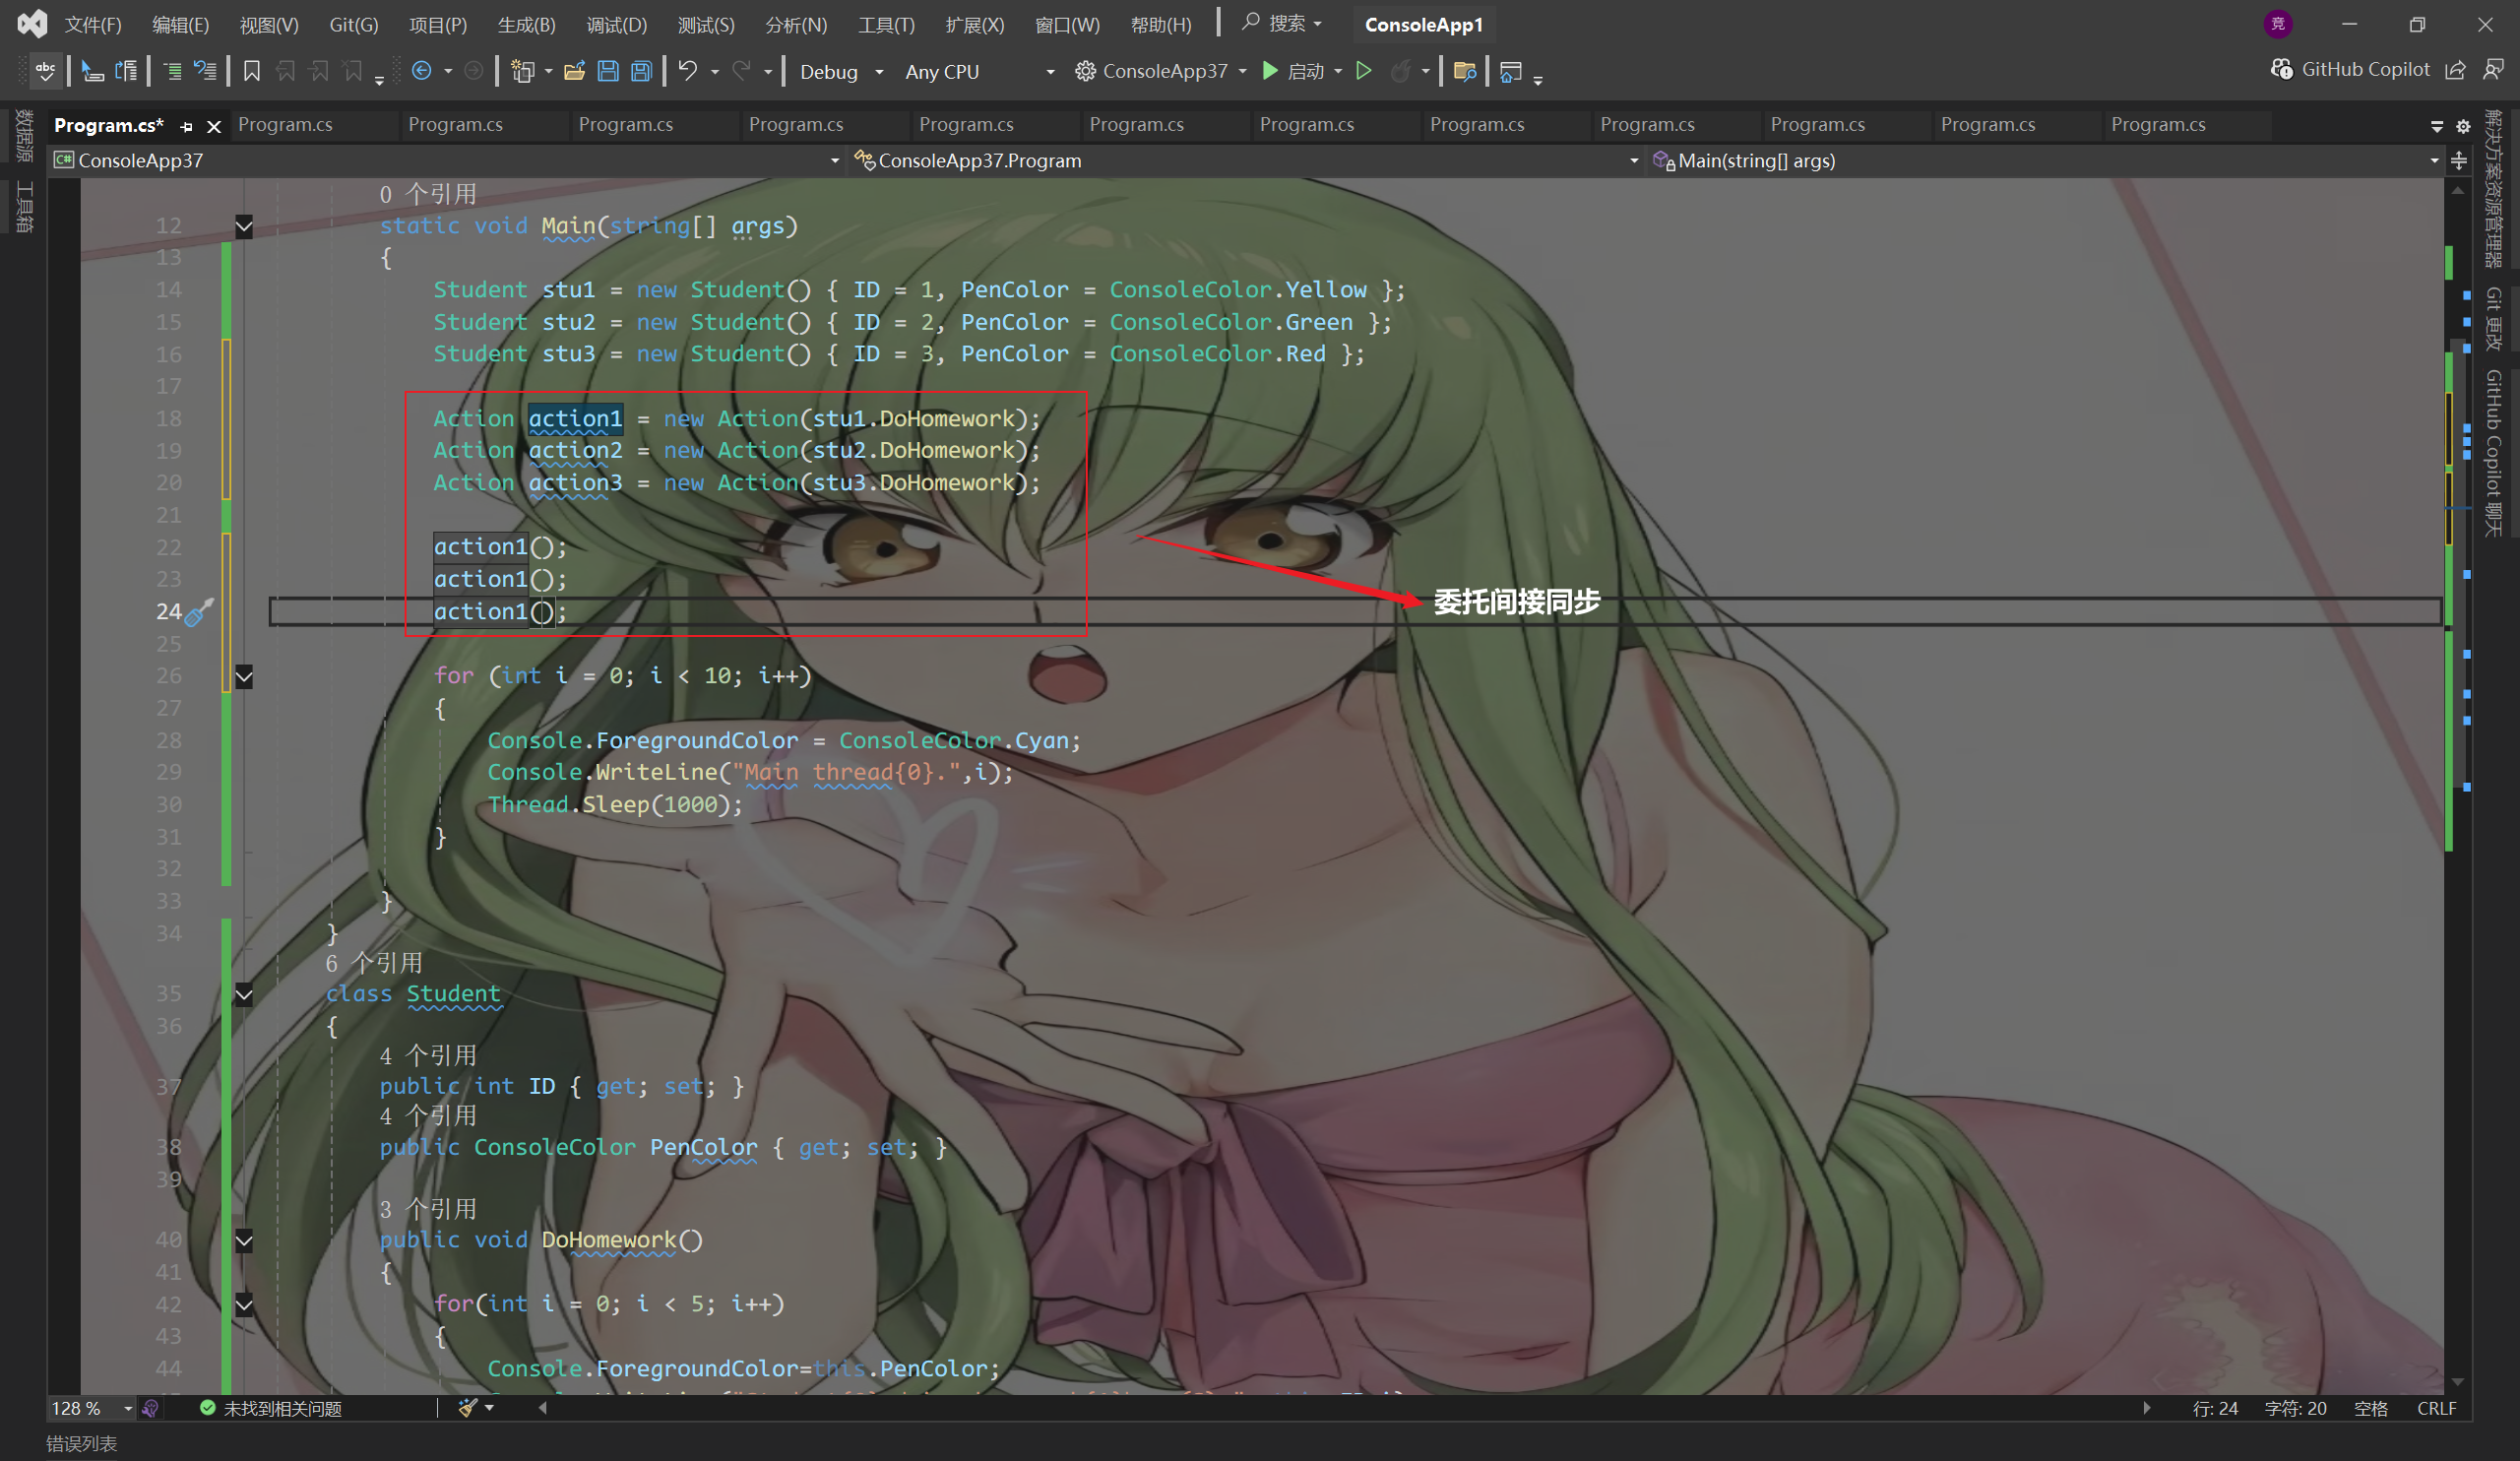 文件(F) 编辑(E) 视图(V) Git(G) 项目(P) 生成(B) 调试(D) 测试(S) 分析(N) 工具(T) 扩展(X) 窗口(W) 帮助(H) 搜索 ConsoleApp1 竟
abc Debug Any CPU ConsoleApp37 启动 GitHub Copilot
Program.cs* Program.cs Program.cs Program.cs Program.cs Program.cs Program.cs Program.cs Program.cs Program.cs Program.cs Program.cs Program.cs
C# ConsoleApp37 ConsoleApp37.Program Main(string[] args)
数据源
工具箱
0 个引用
12 static void Main(string[] args)
13 {
14 Student stu1 = new Student() { ID = 1, PenColor = ConsoleColor.Yellow };
15 Student stu2 = new Student() { ID = 2, PenColor = ConsoleColor.Green };
16 Student stu3 = new Student() { ID = 3, PenColor = ConsoleColor.Red };
17
18 Action action1 = new Action(stu1.DoHomework);
19 Action action2 = new Action(stu2.DoHomework);
20 Action action3 = new Action(stu3.DoHomework);
21
22 action1();
23 action1();
24 action1();
委托间接同步
25
26 for (int i = 0; i < 10; i++)
27 {
28 Console.ForegroundColor = ConsoleColor.Cyan;
29 Console.WriteLine("Main thread{0}.",i);
30 Thread.Sleep(1000);
31 }
32
33 }
34 }
6 个引用
35 class Student
36 {
4 个引用
37 public int ID { get; set; }
4 个引用
38 public ConsoleColor PenColor { get; set; }
39
3 个引用
40 public void DoHomework()
41 {
42 for(int i = 0; i < 5; i++)
43 {
44 Console.ForegroundColor=this.PenColor;
解决方案资源管理器
Git 更改
GitHub Copilot 聊天
128 % 未找到相关问题 行: 24 字符: 20 空格 CRLF
错误列表